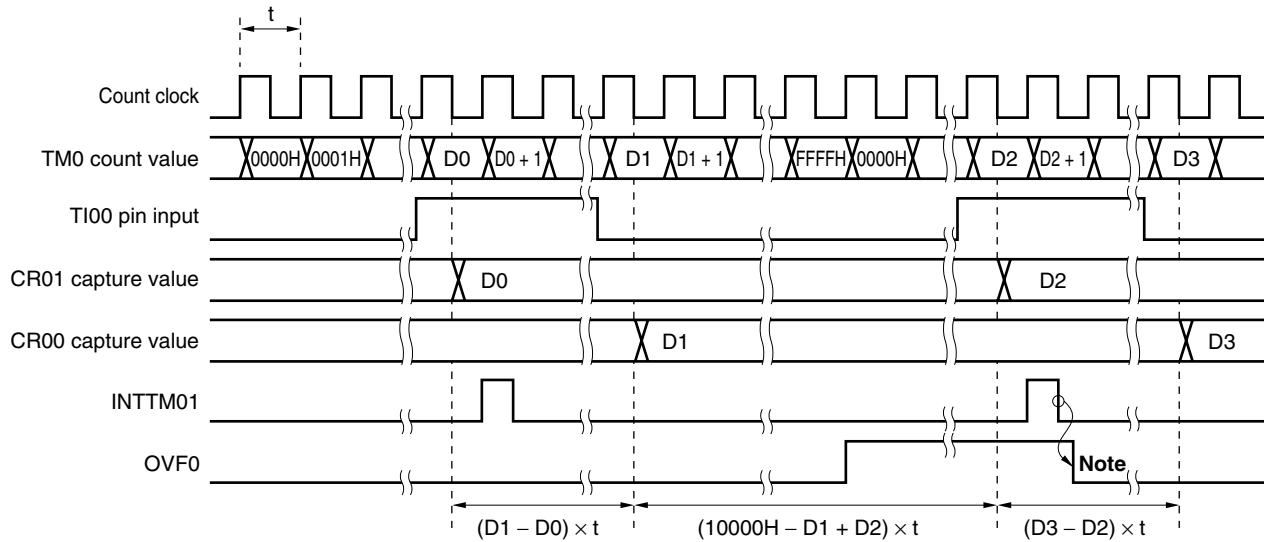 t
Count clock
TM0 count value 0000H 0001H D0 D0 + 1 D1 D1 + 1 FFFFH 0000H D2 D2 + 1 D3
TI00 pin input
CR01 capture value D0 D2
CR00 capture value D1 D3
INTTM01
OVF0 Note
(D1 − D0) × t (10000H − D1 + D2) × t (D3 − D2) × t